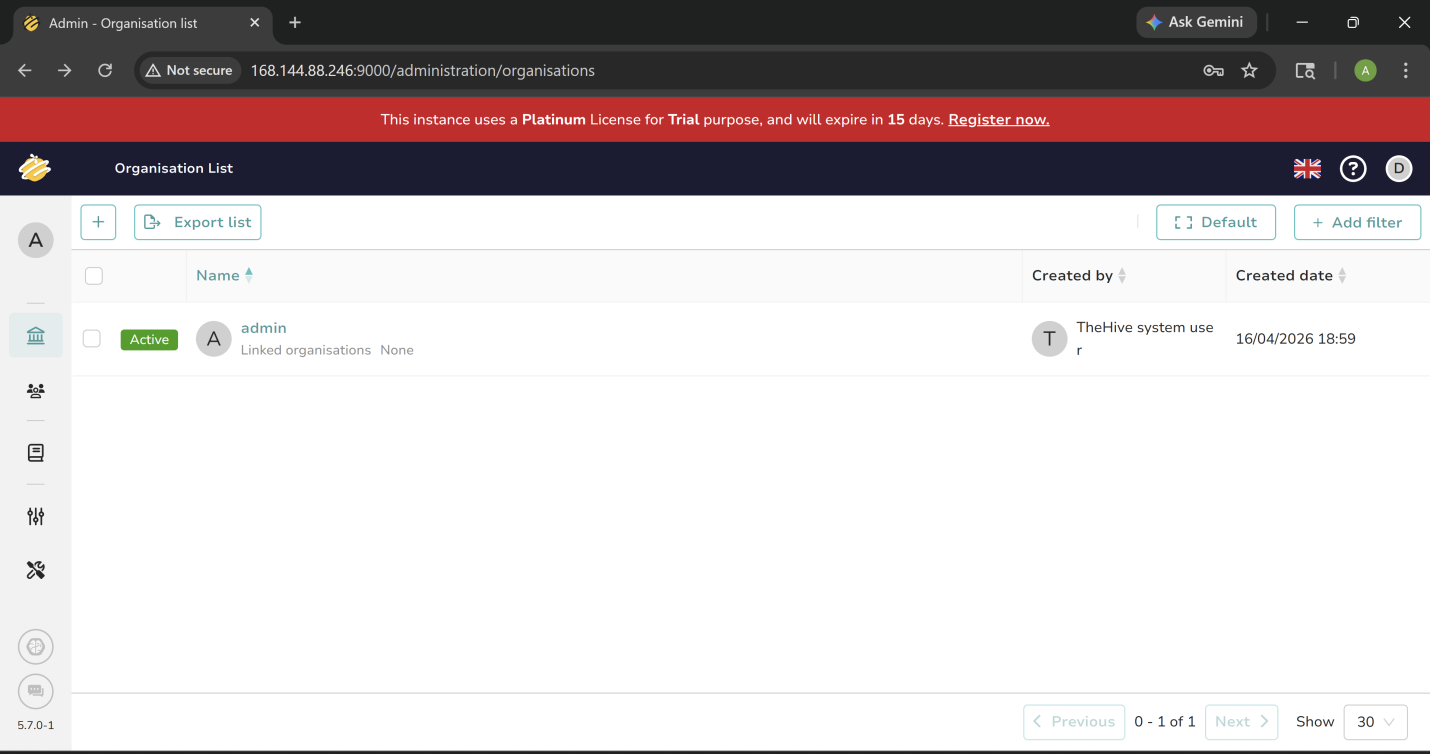 Admin - Organisation list
Ask Gemini
Not secure 168.144.88.246:9000/administration/organisations
A
This instance uses a Platinum License for Trial purpose, and will expire in 15 days. Register now.
Organisation List
? D
A
+ Export list
Default + Add filter
Name Created by Created date
Active A admin
Linked organisations None
T TheHive system use
r
16/04/2026 18:59
5.7.0-1
Previous 0 - 1 of 1 Next Show 30